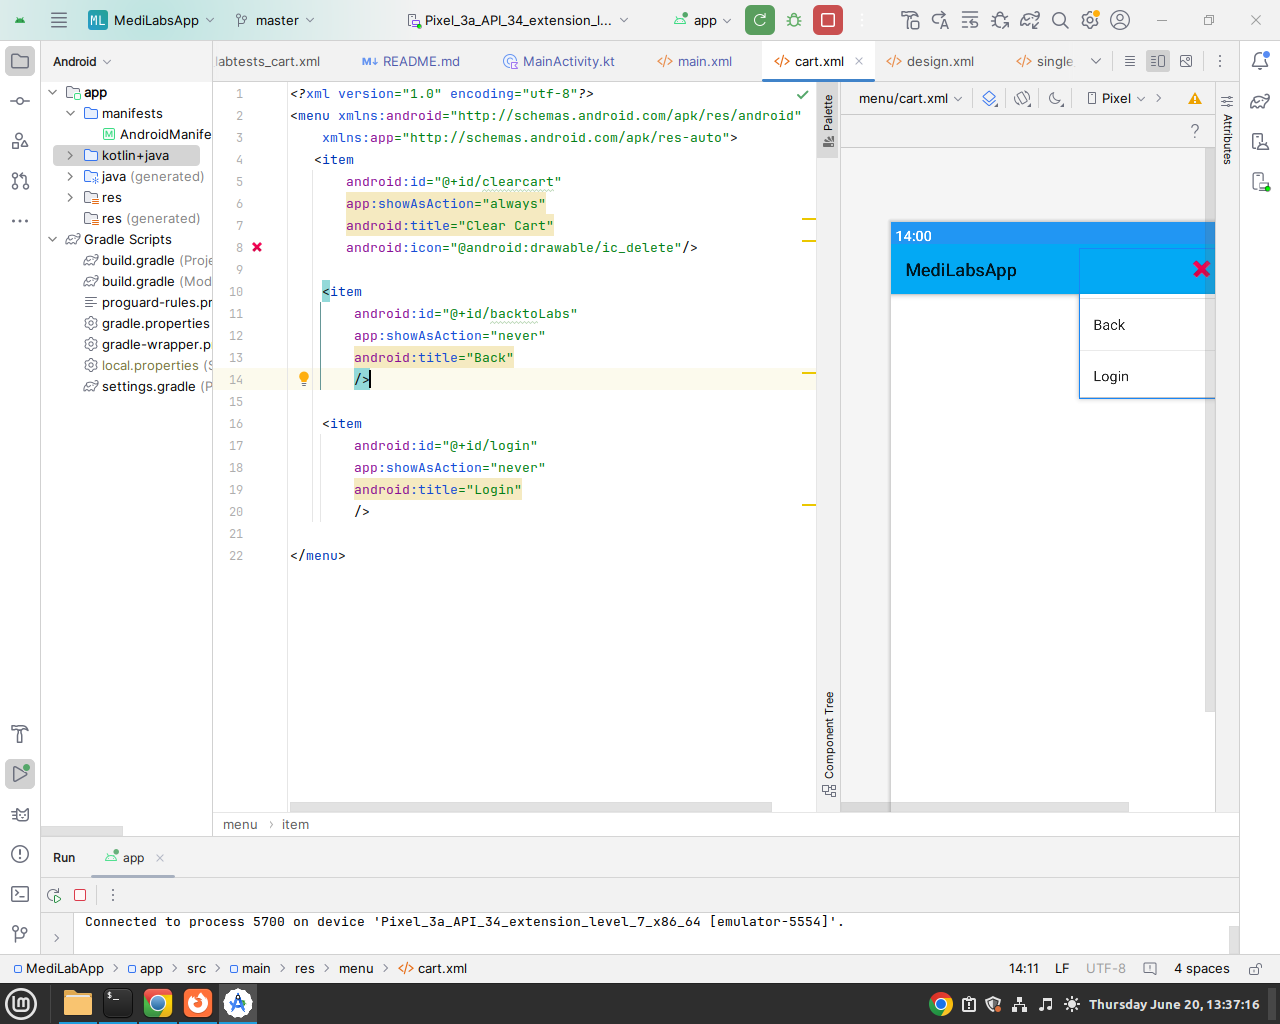 ML MediLabsApp master Pixel_3a_API_34_extension_l... app
Android
labtests_cart.xml README.md MainActivity.kt main.xml cart.xml design.xml single
app
manifests
AndroidManife
kotlin+java
java (generated)
res
res (generated)
Gradle Scripts
build.gradle (Proje
build.gradle (Mod
proguard-rules.pr
gradle.properties
gradle-wrapper.p
local.properties (S
settings.gradle (P
1 <?xml version="1.0" encoding="utf-8"?>
2 <menu xmlns:android="http://schemas.android.com/apk/res/android"
3 xmlns:app="http://schemas.android.com/apk/res-auto">
4 <item
5 android:id="@+id/clearcart"
6 app:showAsAction="always"
7 android:title="Clear Cart"
8 android:icon="@android:drawable/ic_delete"/>
9
10 <item
11 android:id="@+id/backtoLabs"
12 app:showAsAction="never"
13 android:title="Back"
14 />
15
16 <item
17 android:id="@+id/login"
18 app:showAsAction="never"
19 android:title="Login"
20 />
21
22 </menu>
menu › item
Palette
Component Tree
menu/cart.xml Pixel
?
Attributes
14:00
MediLabsApp
Back
Login
Run app
Connected to process 5700 on device 'Pixel_3a_API_34_extension_level_7_x86_64 [emulator-5554]'.
MediLabApp › app › src › main › res › menu › cart.xml
14:11 LF UTF-8 4 spaces
Thursday June 20, 13:37:16